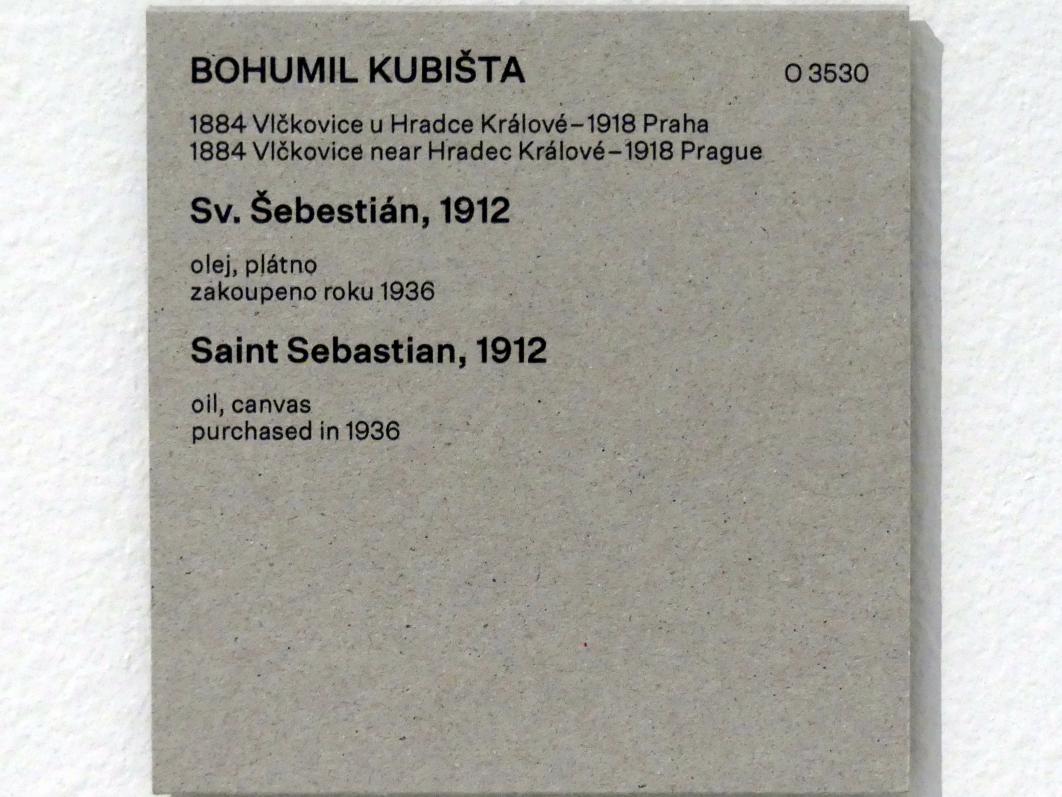 BOHUMIL KUBIŠTA O 3530
1884 Vlčkovice u Hradce Králové–1918 Praha
1884 Vlčkovice near Hradec Králové–1918 Prague
Sv. Šebestián, 1912
olej, plátno
zakoupeno roku 1936
Saint Sebastian, 1912
oil, canvas
purchased in 1936